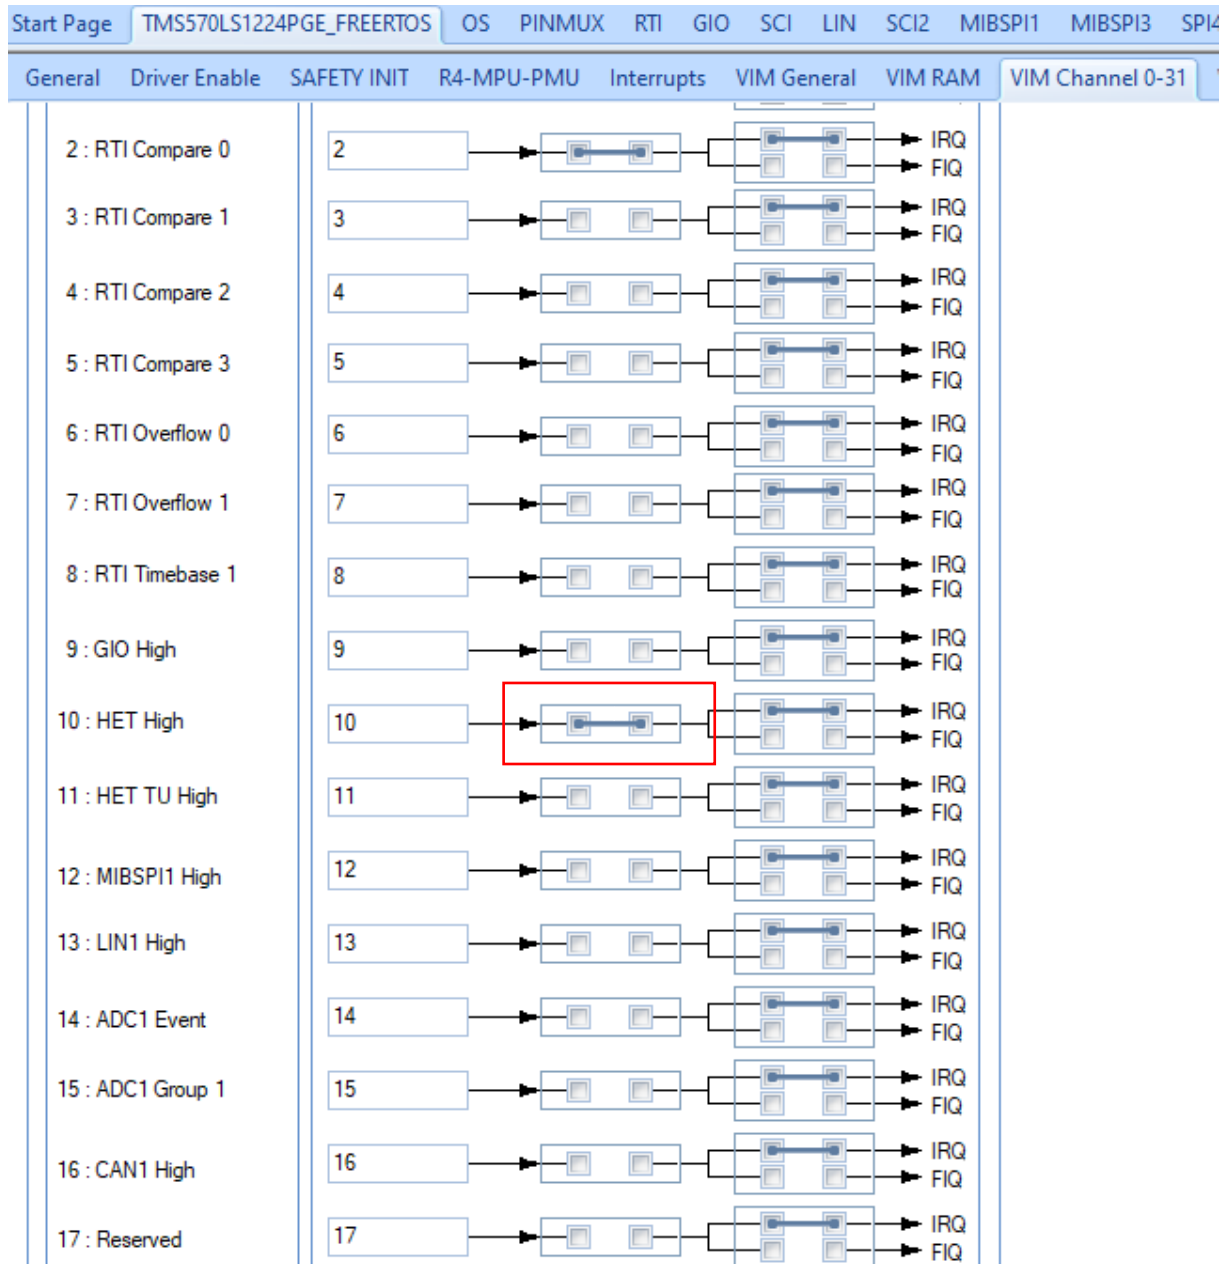 Start Page TMS570LS1224PGE_FREERTOS OS PINMUX RTI GIO SCI LIN SCI2 MIBSPI1 MIBSPI3 SPI4
General Driver Enable SAFETY INIT R4-MPU-PMU Interrupts VIM General VIM RAM VIM Channel 0-31
2 : RTI Compare 0 2 IRQ
FIQ
3 : RTI Compare 1 3 IRQ
FIQ
4 : RTI Compare 2 4 IRQ
FIQ
5 : RTI Compare 3 5 IRQ
FIQ
6 : RTI Overflow 0 6 IRQ
FIQ
7 : RTI Overflow 1 7 IRQ
FIQ
8 : RTI Timebase 1 8 IRQ
FIQ
9 : GIO High 9 IRQ
FIQ
10 : HET High 10 IRQ
FIQ
11 : HET TU High 11 IRQ
FIQ
12 : MIBSPI1 High 12 IRQ
FIQ
13 : LIN1 High 13 IRQ
FIQ
14 : ADC1 Event 14 IRQ
FIQ
15 : ADC1 Group 1 15 IRQ
FIQ
16 : CAN1 High 16 IRQ
FIQ
17 : Reserved 17 IRQ
FIQ